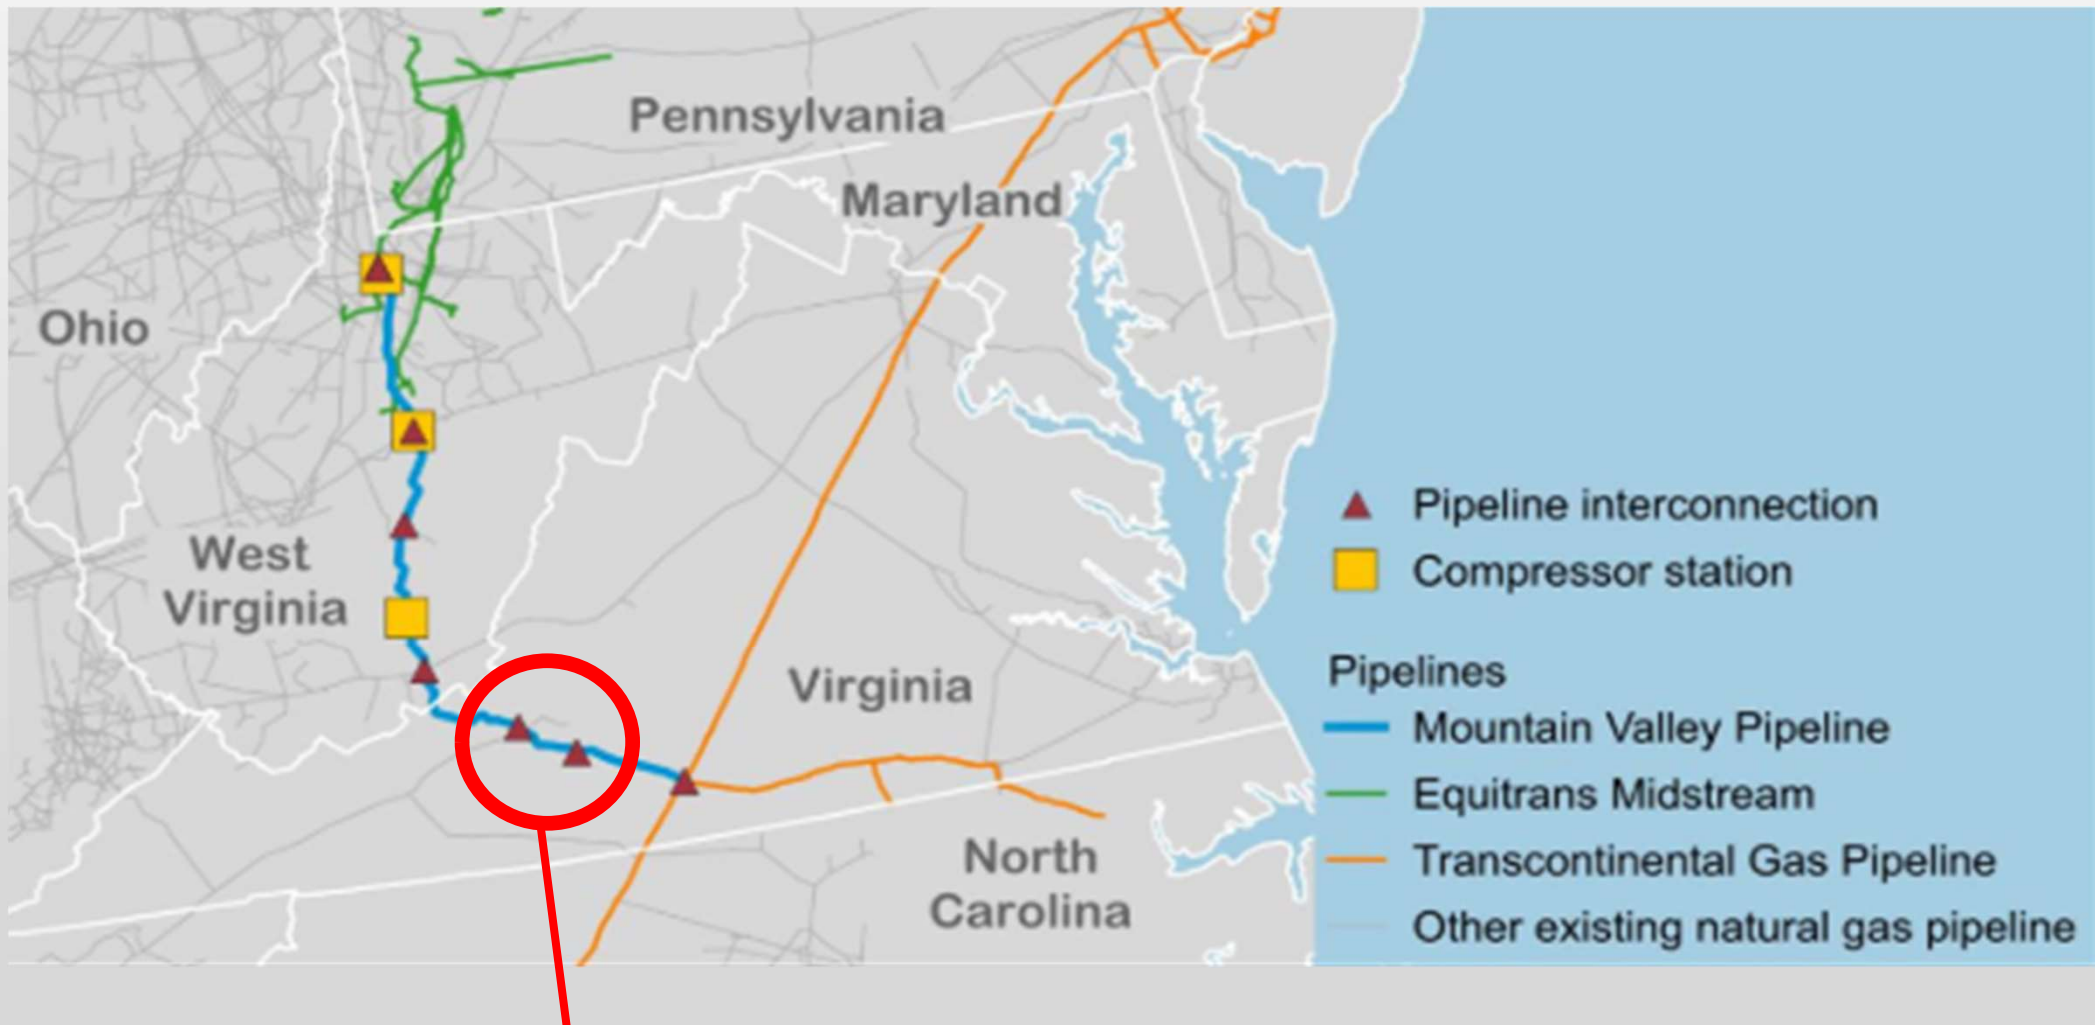 Pennsylvania
Maryland
Ohio
West
Virginia
Virginia
North
Carolina
Pipeline interconnection
Compressor station
Pipelines
Mountain Valley Pipeline
Equitrans Midstream
Transcontinental Gas Pipeline
Other existing natural gas pipeline